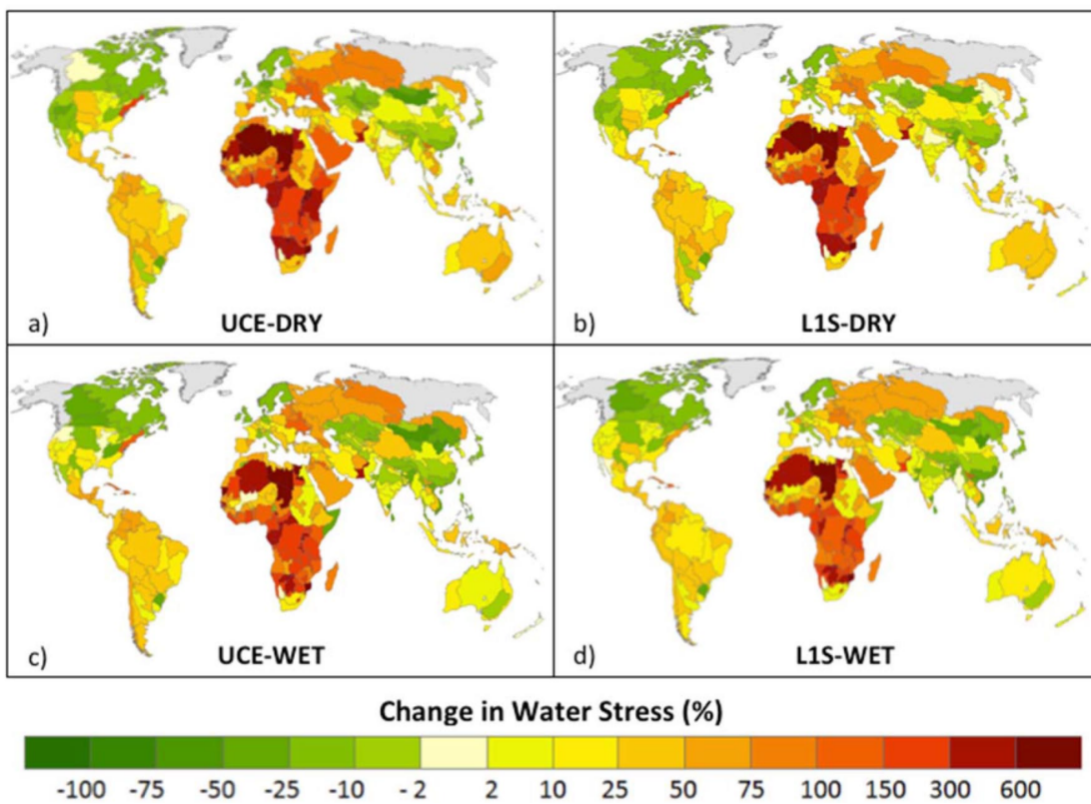 a) UCE-DRY
b) L1S-DRY
c) UCE-WET
d) L1S-WET
Change in Water Stress (%)
-100 -75 -50 -25 -10 - 2 2 10 25 50 75 100 150 300 600